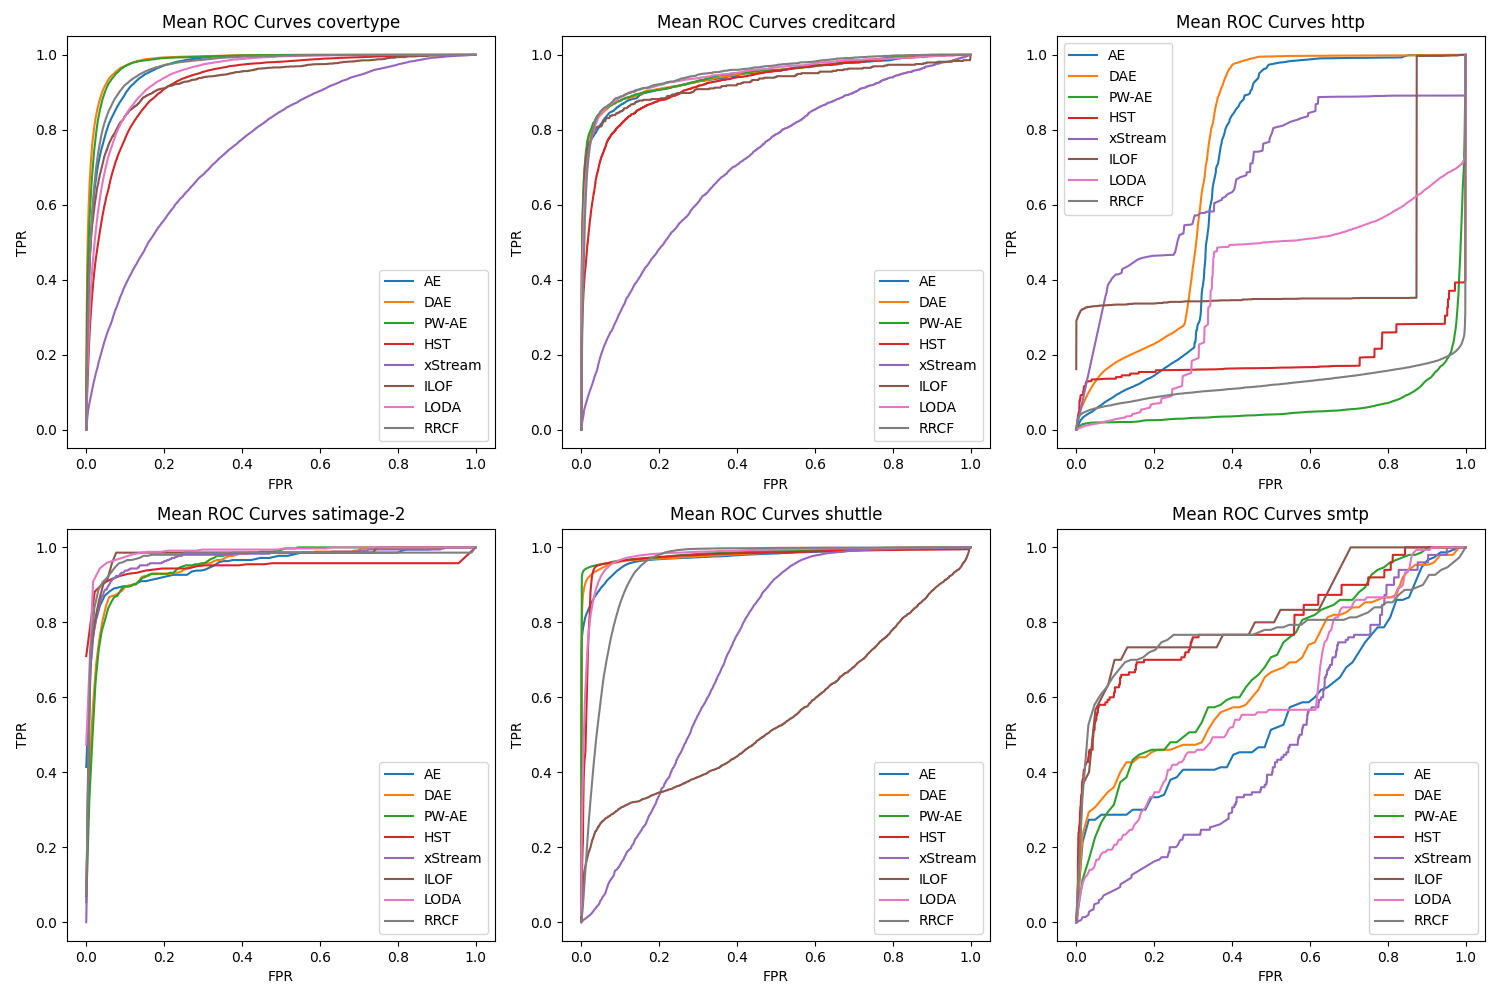 Mean ROC Curves covertype
TPR
1.0
0.8
0.6
0.4
0.2
0.0
AE
DAE
PW-AE
HST
xStream
ILOF
LODA
RRCF
0.0 0.2 0.4 0.6 0.8 1.0
FPR
Mean ROC Curves creditcard
TPR
1.0
0.8
0.6
0.4
0.2
0.0
AE
DAE
PW-AE
HST
xStream
ILOF
LODA
RRCF
0.0 0.2 0.4 0.6 0.8 1.0
FPR
Mean ROC Curves http
TPR
1.0
0.8
0.6
0.4
0.2
0.0
AE
DAE
PW-AE
HST
xStream
ILOF
LODA
RRCF
0.0 0.2 0.4 0.6 0.8 1.0
FPR
Mean ROC Curves satimage-2
TPR
1.0
0.8
0.6
0.4
0.2
0.0
AE
DAE
PW-AE
HST
xStream
ILOF
LODA
RRCF
0.0 0.2 0.4 0.6 0.8 1.0
FPR
Mean ROC Curves shuttle
TPR
1.0
0.8
0.6
0.4
0.2
0.0
AE
DAE
PW-AE
HST
xStream
ILOF
LODA
RRCF
0.0 0.2 0.4 0.6 0.8 1.0
FPR
Mean ROC Curves smtp
TPR
1.0
0.8
0.6
0.4
0.2
0.0
AE
DAE
PW-AE
HST
xStream
ILOF
LODA
RRCF
0.0 0.2 0.4 0.6 0.8 1.0
FPR